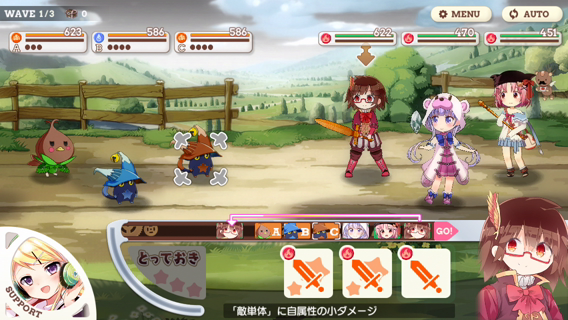 WAVE 1/3
0
MENU
AUTO
623
586
586
622
470
451
A
B
C
A
B
C
GO!
とっておき
SUPPORT
「敵単体」に自属性の小ダメージ